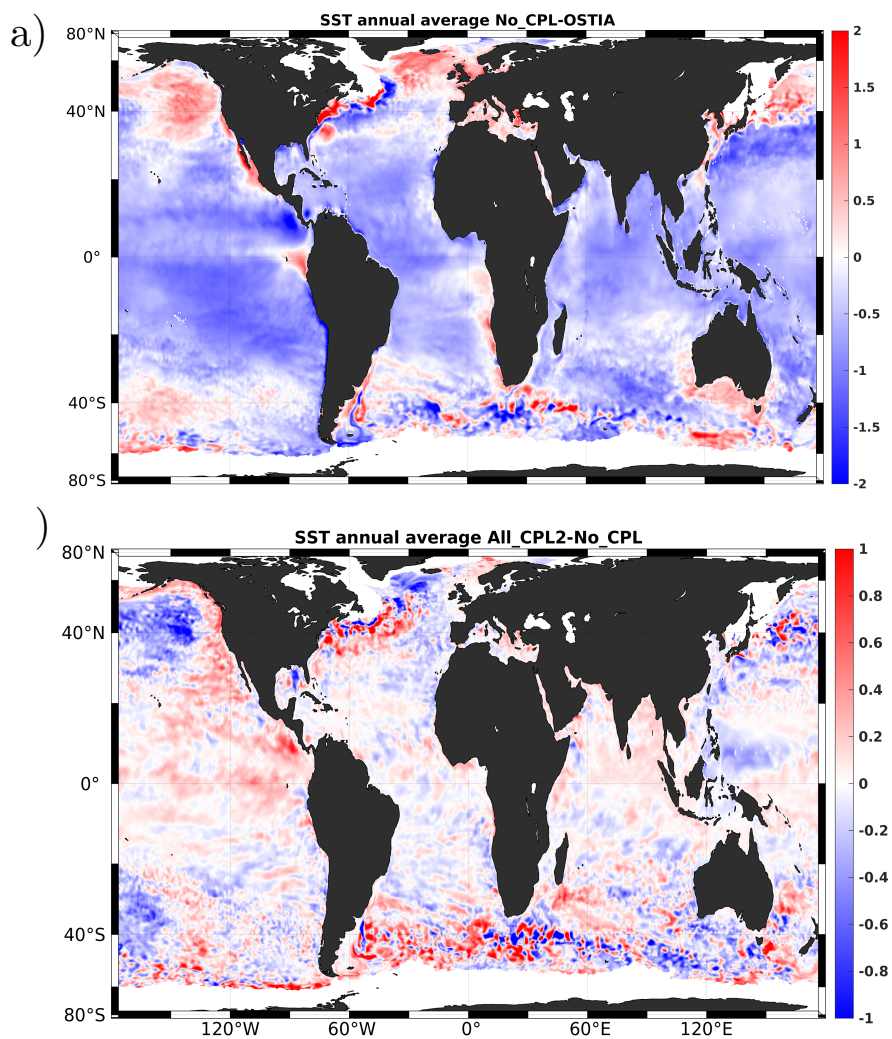 a)
SST annual average No_CPL-OSTIA
80°N
40°N
0°
40°S
80°S
2
1.5
1
0.5
0
-0.5
-1
-1.5
-2
)
SST annual average All_CPL2-No_CPL
80°N
40°N
0°
40°S
80°S
120°W 60°W 0° 60°E 120°E
1
0.8
0.6
0.4
0.2
0
-0.2
-0.4
-0.6
-0.8
-1